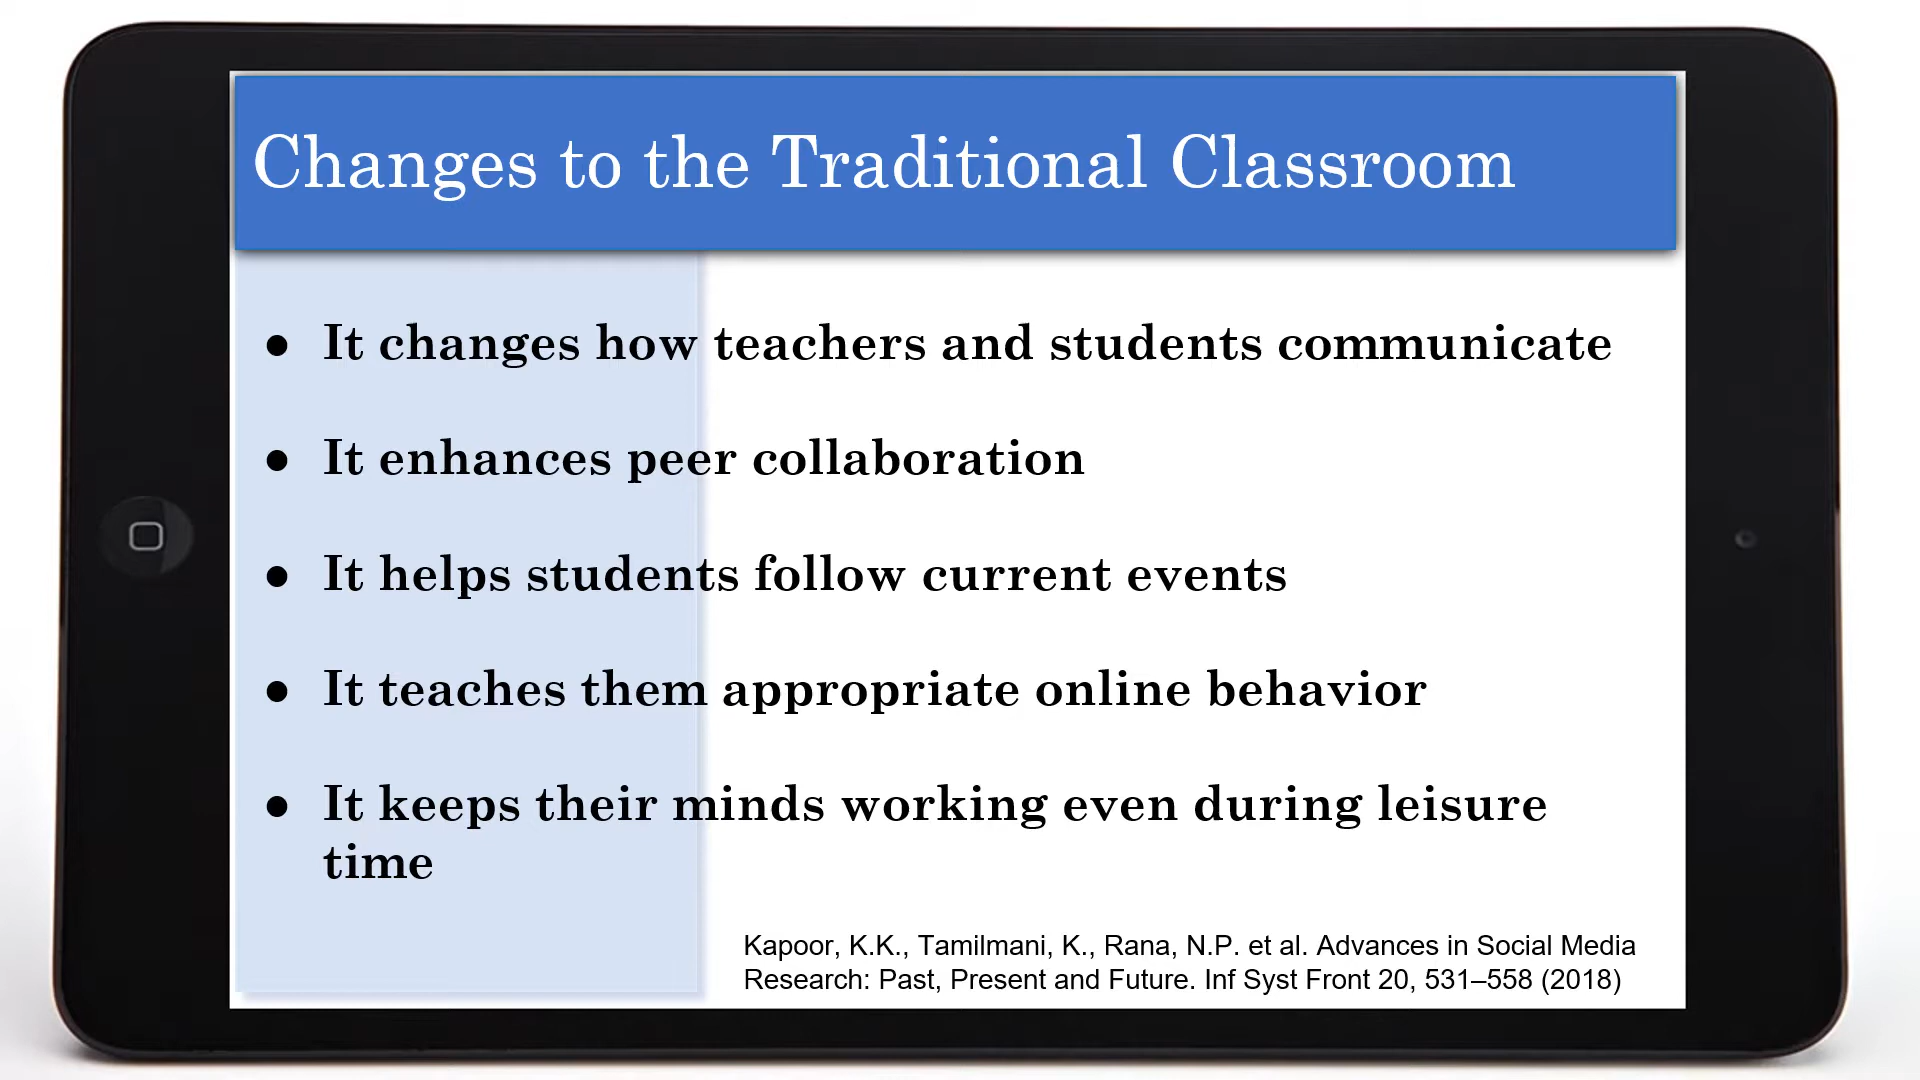 Changes to the Traditional Classroom
● It changes how teachers and students communicate
● It enhances peer collaboration
● It helps students follow current events
● It teaches them appropriate online behavior
● It keeps their minds working even during leisure
time
Kapoor, K.K., Tamilmani, K., Rana, N.P. et al. Advances in Social Media
Research: Past, Present and Future. Inf Syst Front 20, 531–558 (2018)